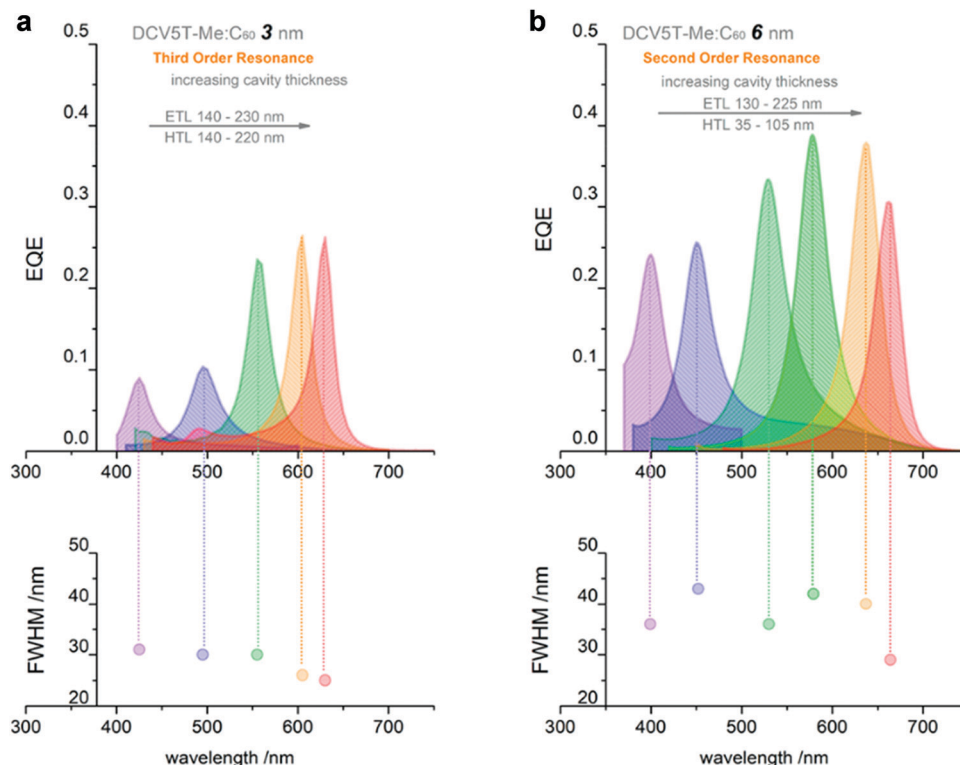 a
DCV5T-Me:C60 3 nm
Third Order Resonance
increasing cavity thickness
ETL 140 - 230 nm
HTL 140 - 220 nm
EQE
0.5
0.4
0.3
0.2
0.1
0.0
300 400 500 600 700
FWHM /nm
50
40
30
20
300 400 500 600 700
wavelength /nm
b
DCV5T-Me:C60 6 nm
Second Order Resonance
increasing cavity thickness
ETL 130 - 225 nm
HTL 35 - 105 nm
EQE
0.5
0.4
0.3
0.2
0.1
0.0
300 400 500 600 700
FWHM /nm
50
40
30
20
300 400 500 600 700
wavelength /nm